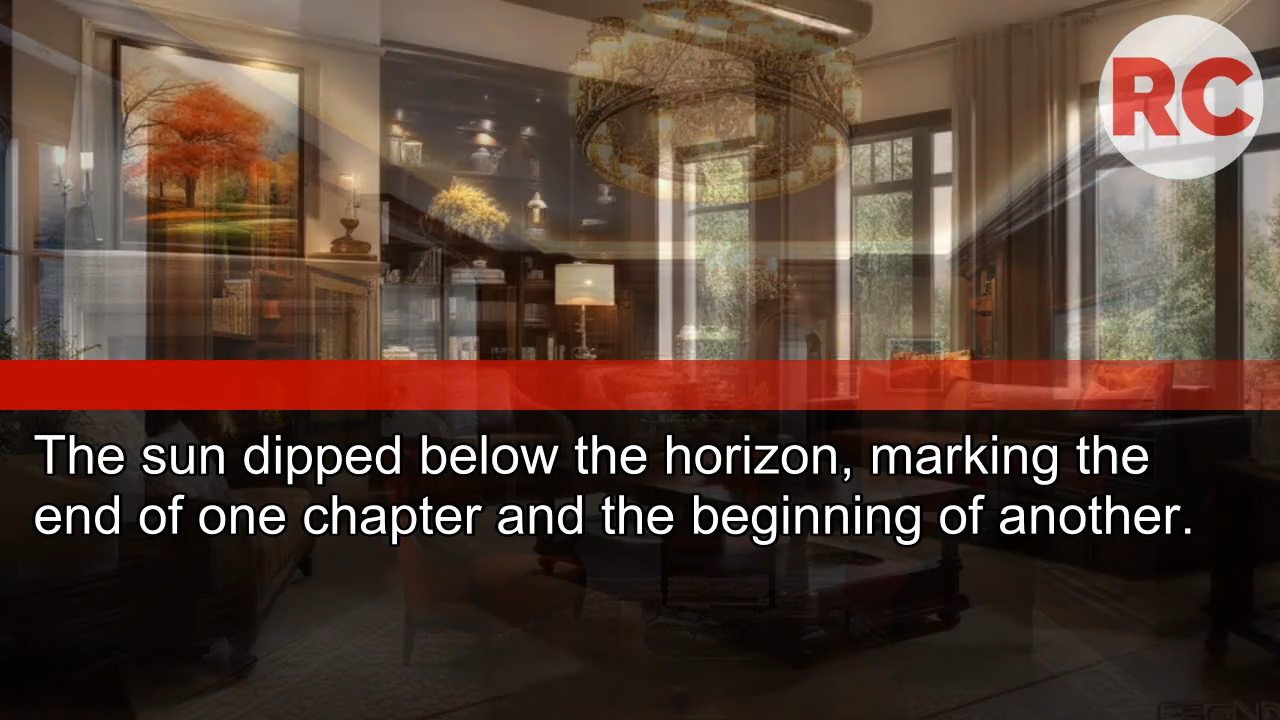 RC
The sun dipped below the horizon, marking the
end of one chapter and the beginning of another.